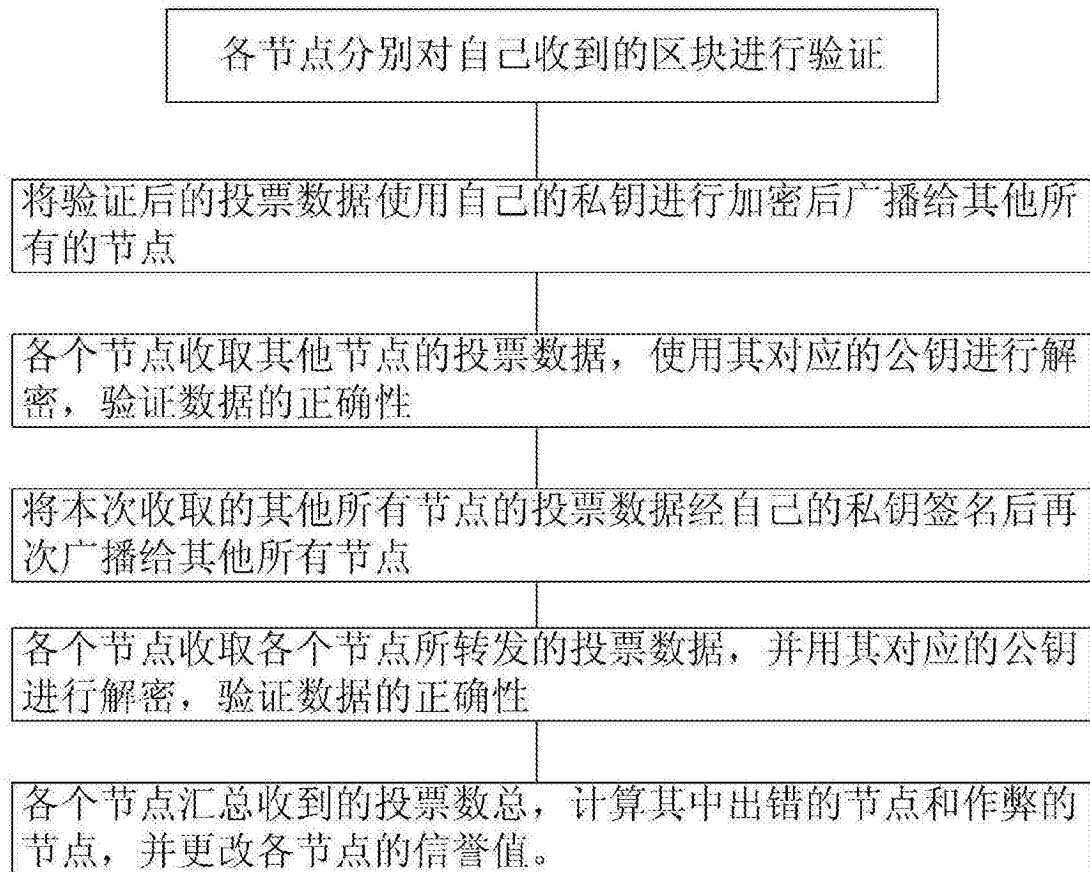 各节点分别对自己收到的区块进行验证
将验证后的投票数据使用自己的私钥进行加密后广播给其他所
有的节点
各个节点收取其他节点的投票数据，使用其对应的公钥进行解
密，验证数据的正确性
将本次收取的其他所有节点的投票数据经自己的私钥签名后再
次广播给其他所有节点
各个节点收取各个节点所转发的投票数据，并用其对应的公钥
进行解密，验证数据的正确性
各个节点汇总收到的投票数总，计算其中出错的节点和作弊的
节点，并更改各节点的信誉值。